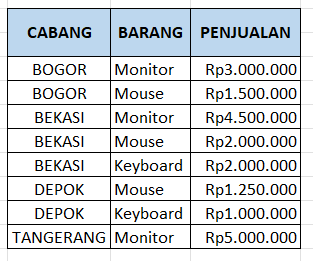 CABANG BARANG PENJUALAN
BOGOR Monitor Rp3.000.000
BOGOR Mouse Rp1.500.000
BEKASI Monitor Rp4.500.000
BEKASI Mouse Rp2.000.000
BEKASI Keyboard Rp2.000.000
DEPOK Mouse Rp1.250.000
DEPOK Keyboard Rp1.000.000
TANGERANG Monitor Rp5.000.000